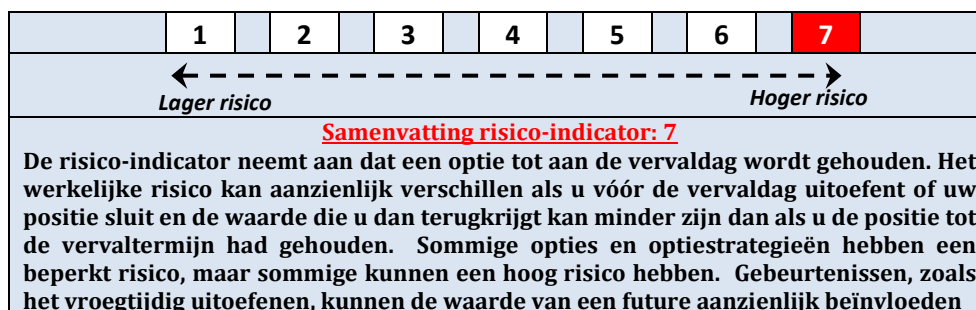 1 2 3 4 5 6 7
Lager risico Hoger risico
Samenvatting risico-indicator: 7
De risico-indicator neemt aan dat een optie tot aan de vervaldag wordt gehouden. Het
werkelijke risico kan aanzienlijk verschillen als u vóór de vervaldag uitoefent of uw
positie sluit en de waarde die u dan terugkrijgt kan minder zijn dan als u de positie tot
de vervaltermijn had gehouden. Sommige opties en optiestrategieën hebben een
beperkt risico, maar sommige kunnen een hoog risico hebben. Gebeurtenissen, zoals
het vroegtijdig uitoefenen, kunnen de waarde van een future aanzienlijk beïnvloeden